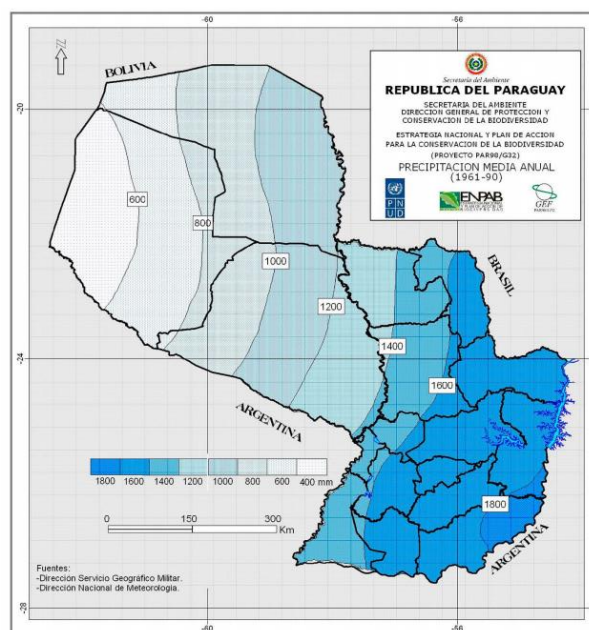 -60
-56
BOLIVIA
-20
Secretaria del Ambiente
REPUBLICA DEL PARAGUAY
SECRETARIA DEL AMBIENTE
DIRECCION GENERAL DE PROTECCION Y
CONSERVACION DE LA BIODIVERSIDAD
ESTRATEGIA NACIONAL Y PLAN DE ACCION
PARA LA CONSERVACION DE LA BIODIVERSIDAD
(PROYECTO PAR98/G32)
PRECIPITACION MEDIA ANUAL
(1961-90)
PNUD
ENPAB
GEF
600
800
1000
BRASIL
1200
1400
-24
1600
ARGENTINA
1800 1600 1400 1200 1000 800 600 400 mm
1800
0 150 300
Km
ARGENTINA
Fuentes:
-Dirección Servicio Geográfico Militar.
-Dirección Nacional de Meteorologia.
-28
-60
-56